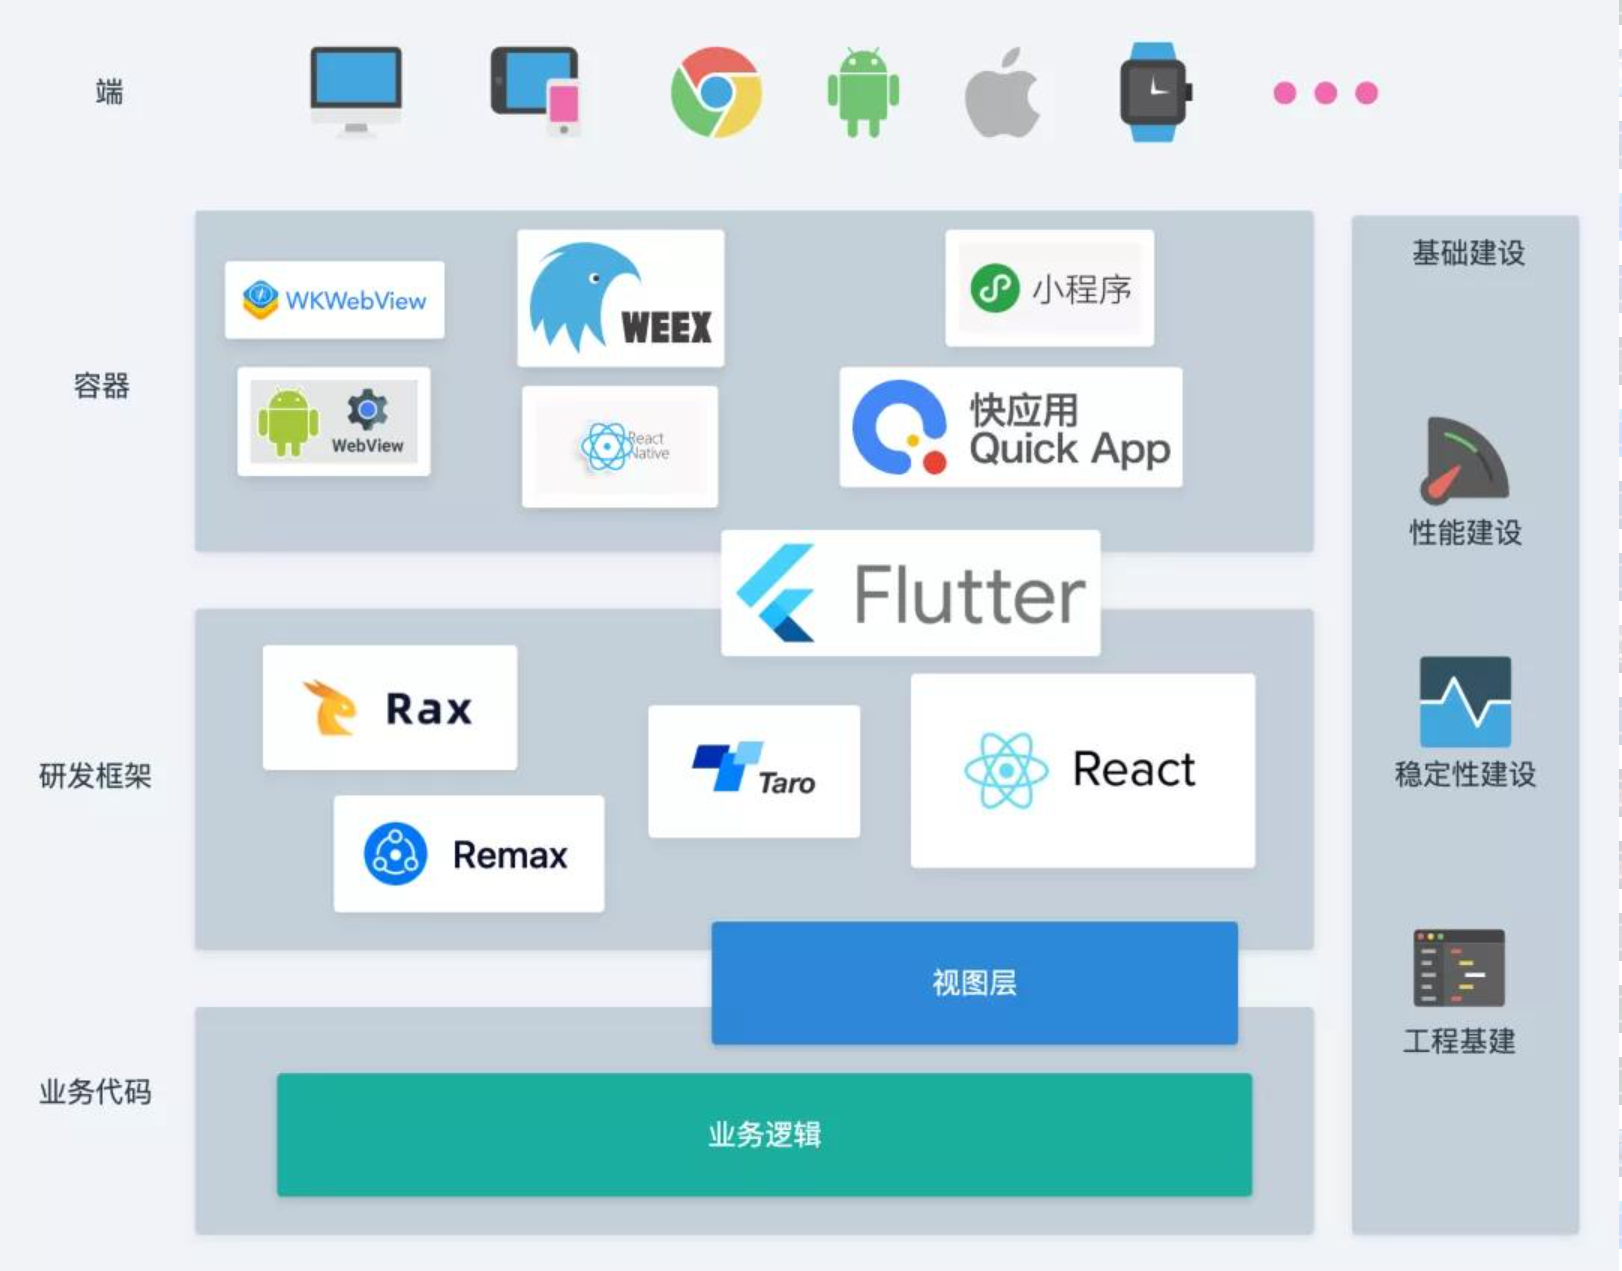 端
容器
WKWebView
WebView
WEEX
React
Native
小程序
快应用
Quick App
Flutter
研发框架
Rax
Remax
Taro
React
视图层
业务代码
业务逻辑
基础建设
性能建设
稳定性建设
工程基建